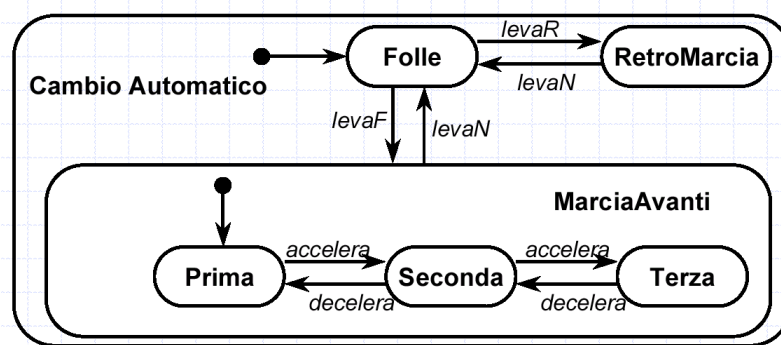 levaR
Folle
RetroMarcia
Cambio Automatico
levaN
levaF
levaN
MarciaAvanti
accelera
accelera
Prima
Seconda
Terza
decelera
decelera